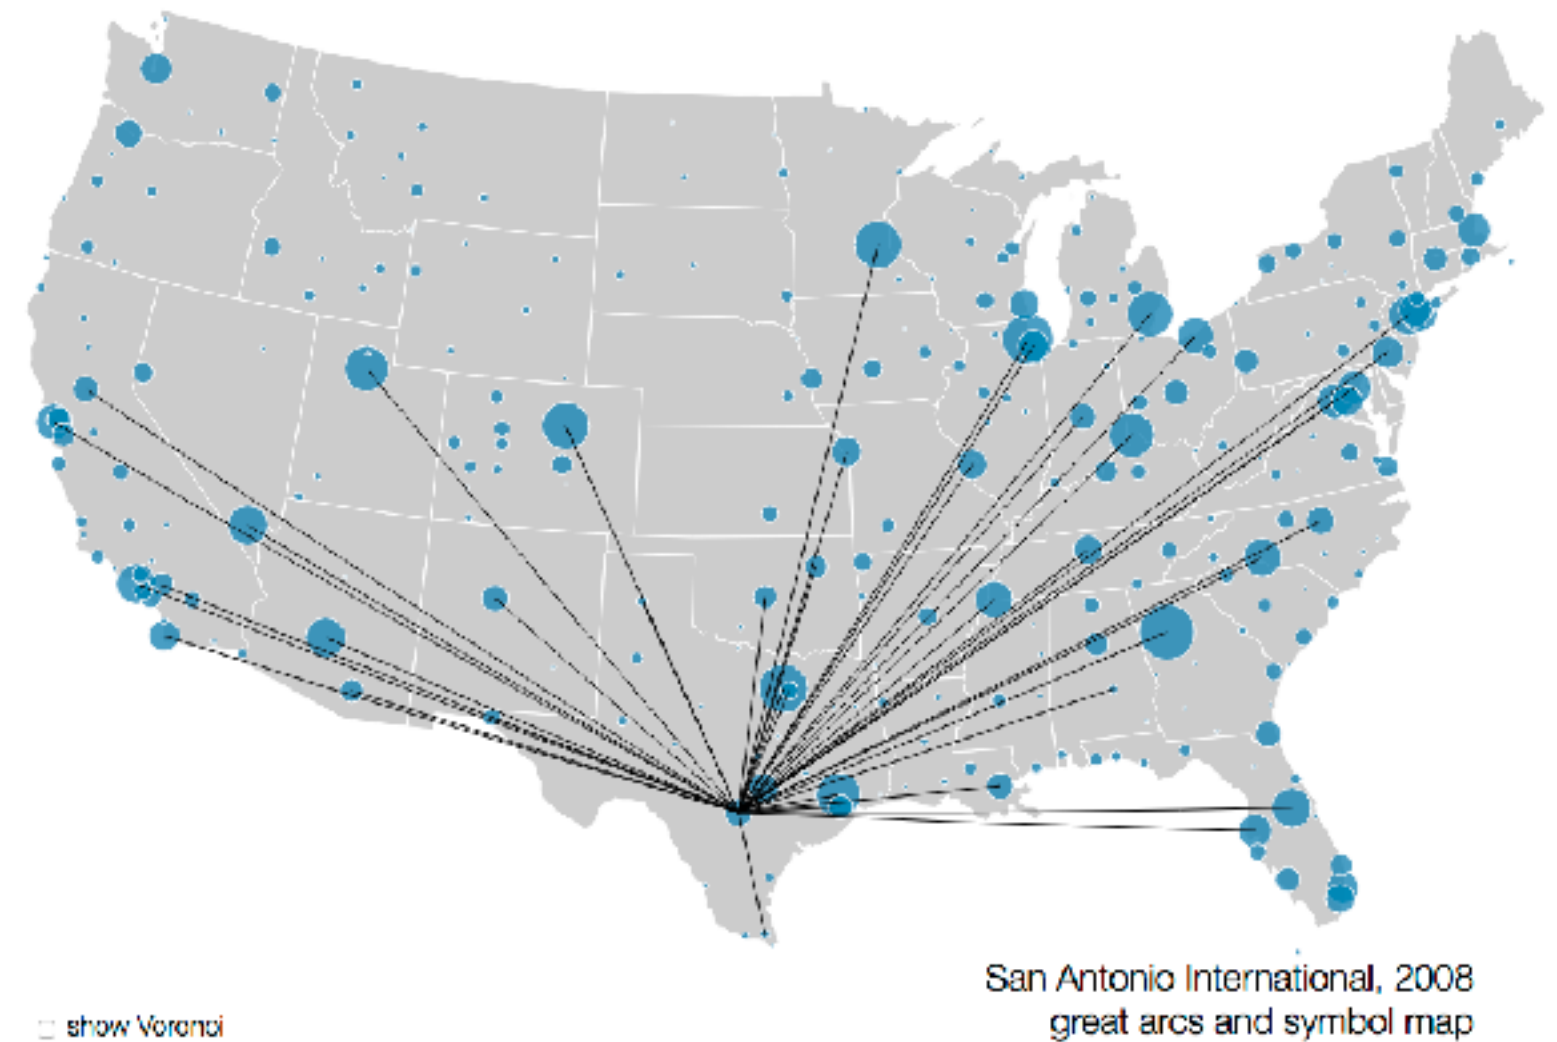 San Antonio International, 2008
great arcs and symbol map
show Voronoi